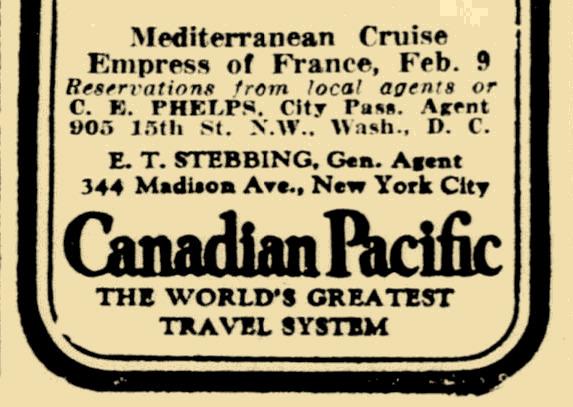 Mediterranean Cruise
Empress of France, Feb. 9
Reservations from local agents or
C. E. PHELPS, City Pass. Agent
905 15th St. N.W., Wash., D. C.
E. T. STEBBING, Gen. Agent
344 Madison Ave., New York City
Canadian Pacific
THE WORLD'S GREATEST
TRAVEL SYSTEM